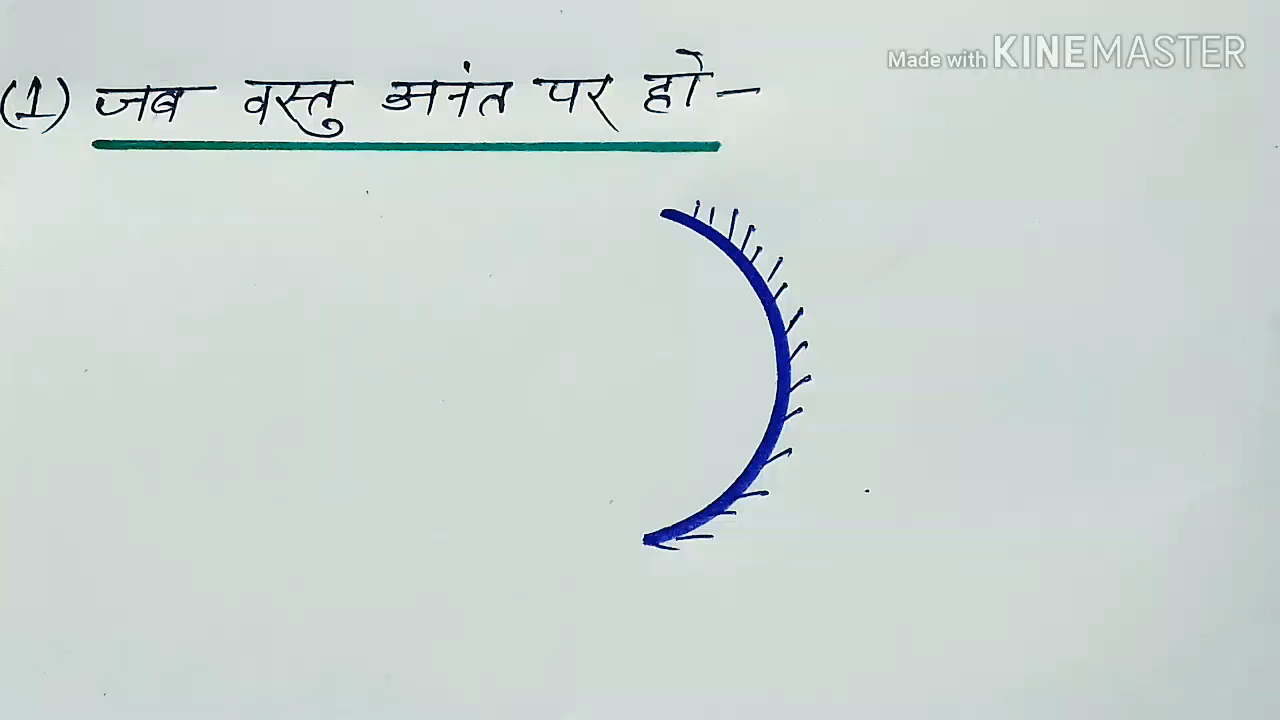 (1) जब वस्तु अनंत पर हो –
Made with KINEMASTER